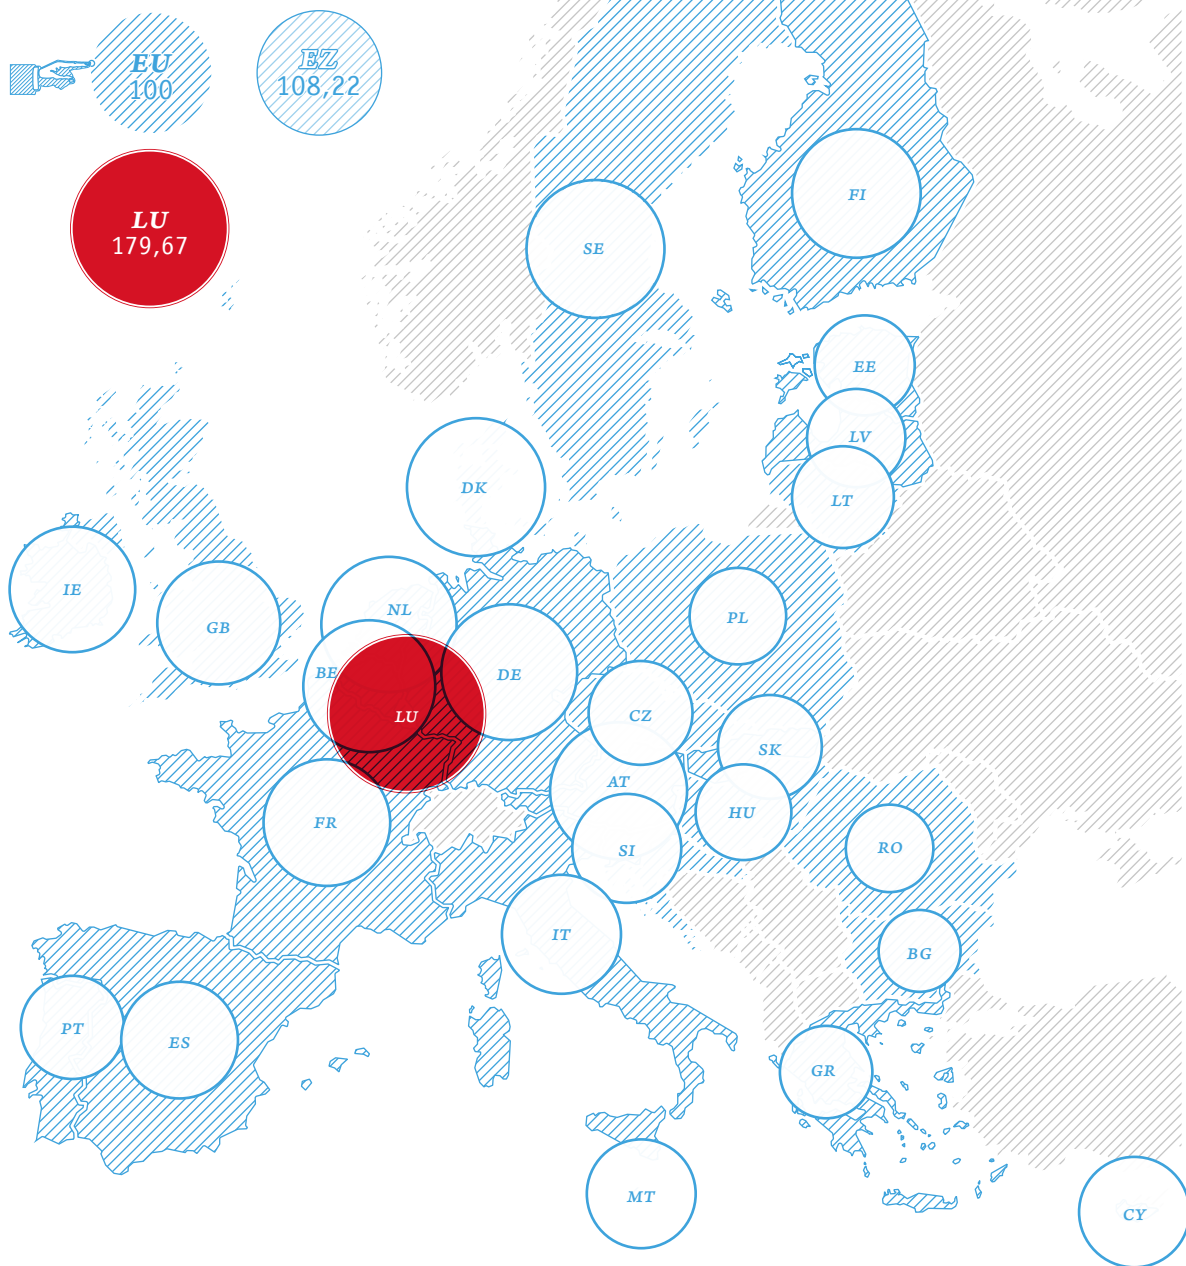 EU
100
EZ
108,22
LU
179,67
FI
SE
EE
LV
LT
DK
IE
GB
NL
PL
BE
DE
LU
CZ
SK
AT
HU
FR
SI
RO
IT
BG
PT
ES
GR
MT
CY